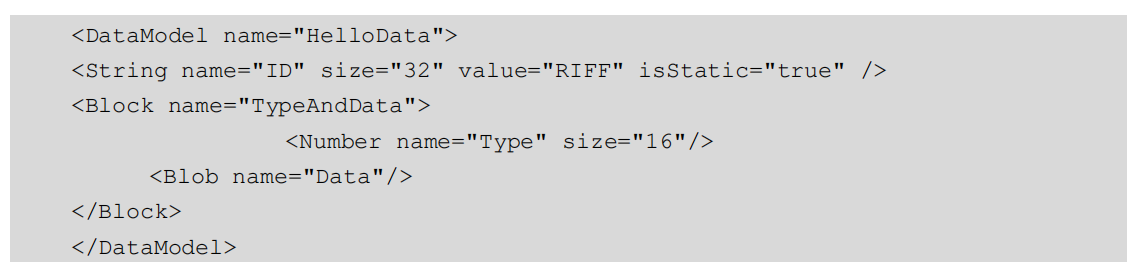 <DataModel name="HelloData">
<String name="ID" size="32" value="RIFF" isStatic="true" />
<Block name="TypeAndData">
<Number name="Type" size="16"/>
<Blob name="Data"/>
</Block>
</DataModel>